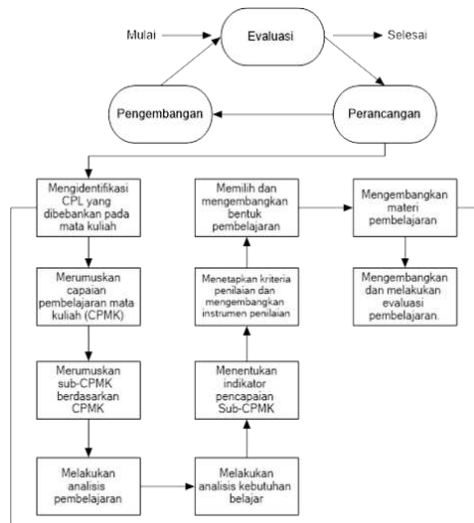 Mulai
Evaluasi
Selesai
Pengembangan
Perancangan
Mengidentifikasi
CPL yang
dibebankan pada
mata kuliah
Merumuskan
capaian
pembelajaran mata
kuliah (CPMK)
Merumuskan
sub-CPMK
berdasarkan
CPMK
Melakukan
analisis
pembelajaran
Melakukan
analisis kebutuhan
belajar
Menentukan
indikator
pencapaian
Sub-CPMK
Menetapkan kriteria
penilaian dan
mengembangkan
instrumen penilaian
Memilih dan
mengembangkan
bentuk
pembelajaran
Mengembangkan
materi
pembelajaran
Mengembangkan
dan melakukan
evaluasi
pembelajaran.